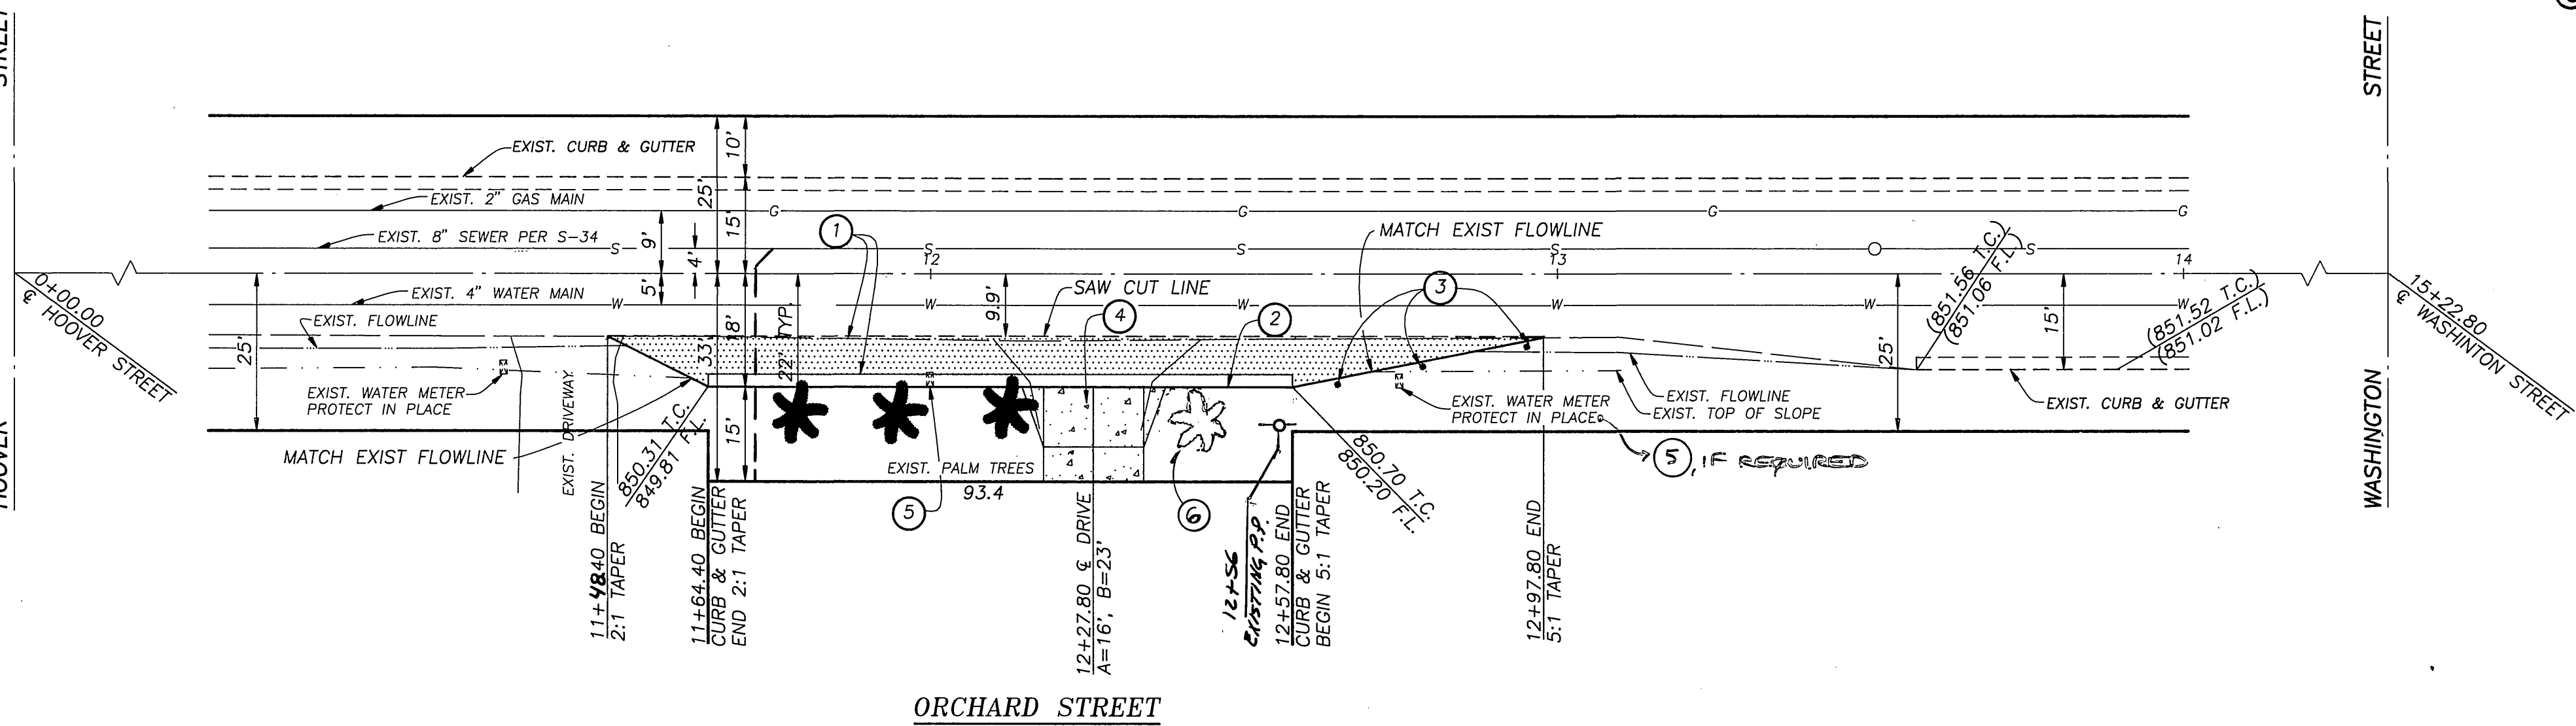 STREET
HOOVER
0+00.00
℄ HOOVER STREET
25'
EXIST. CURB & GUTTER
EXIST. 2" GAS MAIN
EXIST. 8" SEWER PER S-34
EXIST. 4" WATER MAIN
EXIST. FLOWLINE
EXIST. WATER METER
PROTECT IN PLACE
MATCH EXIST FLOWLINE
EXIST. DRIVEWAY
9'
4'
5'
25'
10'
15'
18'
33'
22" TYP.
15'
1
S
S
S
S
S
G
G
G
G
W
W
W
W
W
W
12
13
14
9.9'
SAW CUT LINE
4
2
MATCH EXIST FLOWLINE
3
850.31 T.C.
849.81 F.L.
EXIST. PALM TREES
93.4
5
6
850.70 T.C.
850.20 F.L.
EXIST. WATER METER
PROTECT IN PLACE
5, IF REQUIRED
EXIST. FLOWLINE
EXIST. TOP OF SLOPE
25'
(851.56 T.C.)
(851.06 F.L.)
15'
(851.52 T.C.)
(851.02 F.L.)
EXIST. CURB & GUTTER
11+48.40 BEGIN
2:1 TAPER
11+64.40 BEGIN
CURB & GUTTER
END 2:1 TAPER
12+27.80 ℄ DRIVE
A=16', B=23'
12+56
EXISTING P.P.
12+57.80 END
CURB & GUTTER
BEGIN 5:1 TAPER
12+97.80 END
5:1 TAPER
STREET
WASHINGTON
15+22.80
℄ WASHINTON STREET
ORCHARD STREET